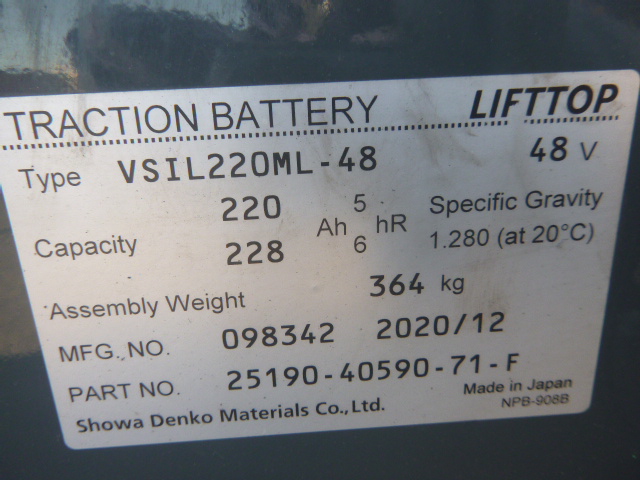 TRACTION BATTERY LIFTTOP
Type VSIL220ML-48 48 V
Capacity 220 Ah 5 hR Specific Gravity
228 6 1.280 (at 20°C)
Assembly Weight 364 kg
MFG. NO. 098342 2020/12
PART NO. 25190-40590-71-F
Showa Denko Materials Co., Ltd. Made in Japan
NPB-908B